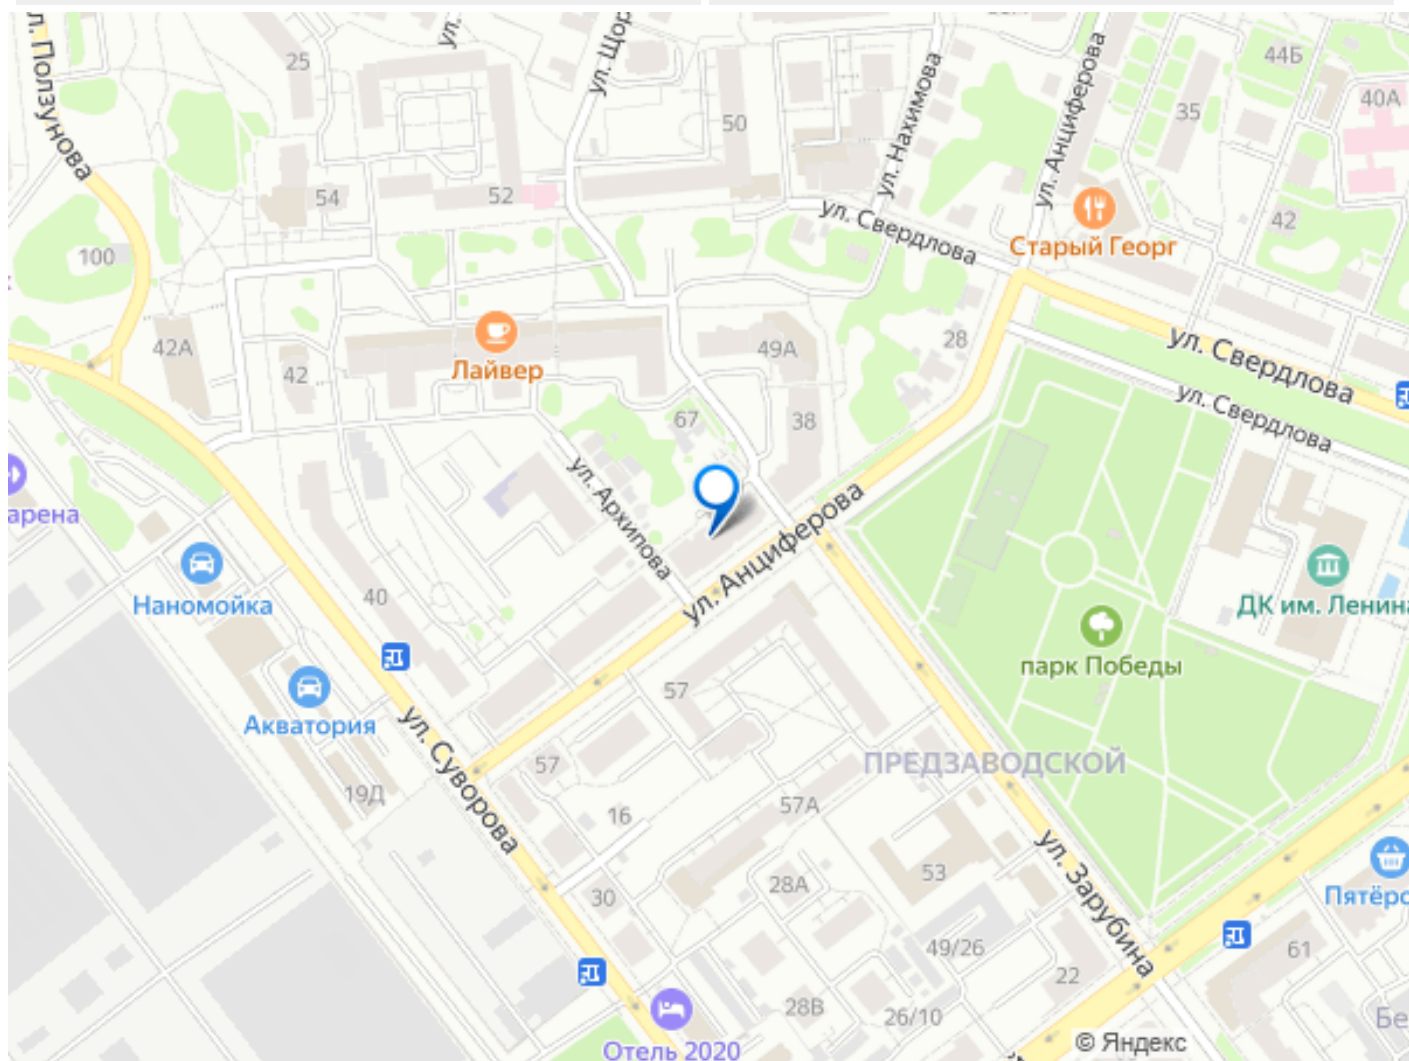 ул. Ползунова
ул.
ул. Щор
25
50
ул. Нахимова
ул. Анциферова
44Б
40А
35
54
52
ул. Свердлова
Старый Георг
42
100
42А
42
Лайвер
49А
28
ул. Свердлова
ул. Свердлова
67
38
арена
ул. Архипова
ул. Анциферова
Наномойка
40
ДК им. Ленина
парк Победы
Акватория
57
ул. Суворова
ПРЕДЗАВОДСКОЙ
57
19Д
16
57А
ул. Зарубина
53
28А
30
Пятёро
49/26
22
61
28В
26/10
Бе
© Яндекс
Отель 2020